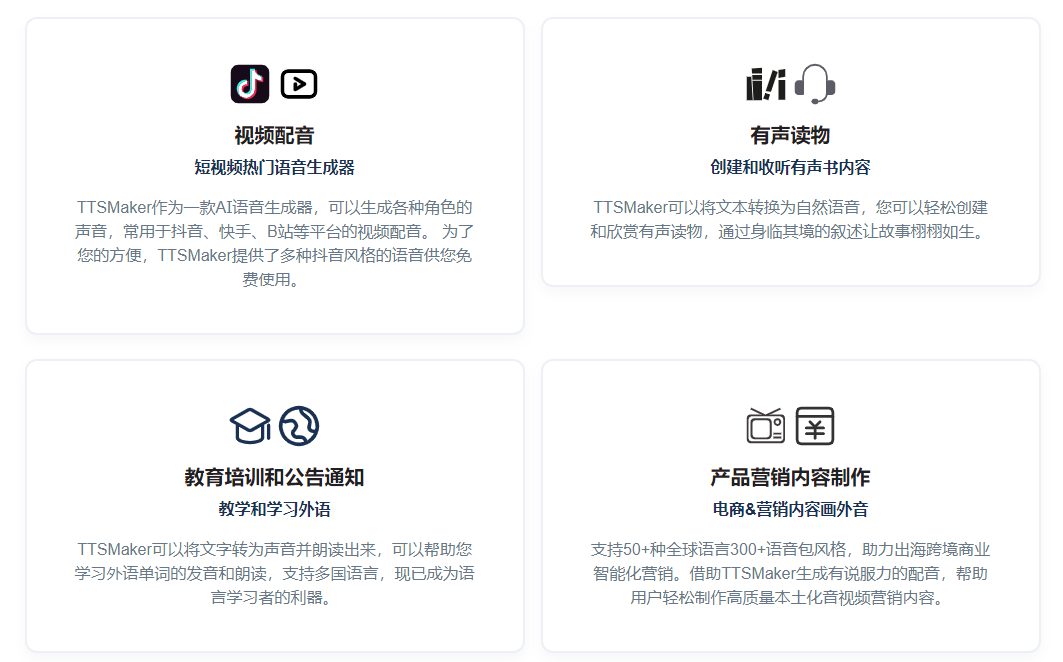 视频配音
短视频热门语音生成器
TTSMaker作为一款AI语音生成器，可以生成各种角色的
声音，常用于抖音、快手、B站等平台的视频配音。 为了
您的方便，TTSMaker提供了多种抖音风格的语音供您免
费使用。
有声读物
创建和收听有声书内容
TTSMaker可以将文本转换为自然语音，您可以轻松创建
和欣赏有声读物，通过身临其境的叙述让故事栩栩如生。
教育培训和公告通知
教学和学习外语
TTSMaker可以将文字转为声音并朗读出来，可以帮助您
学习外语单词的发音和朗读，支持多国语言，现已成为语
言学习者的利器。
产品营销内容制作
电商&营销内容画外音
支持50+种全球语言300+语音包风格，助力出海跨境商业
智能化营销。借助TTSMaker生成有说服力的配音，帮助
用户轻松制作高质量本土化音视频营销内容。